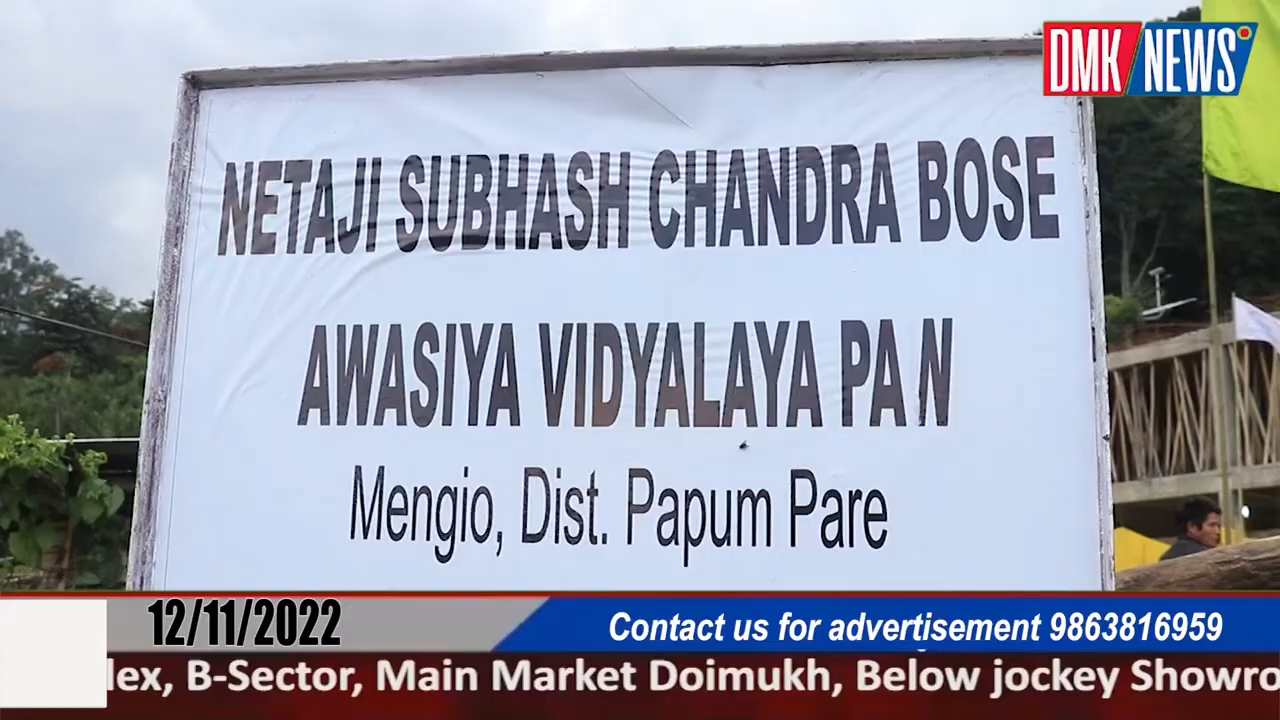 DMK NEWS
NETAJI SUBHASH CHANDRA BOSE
AWASIYA VIDYALAYA PAN
Mengio, Dist. Papum Pare
12/11/2022
Contact us for advertisement 9863816959
lex, B-Sector, Main Market Doimukh, Below jockey Showro